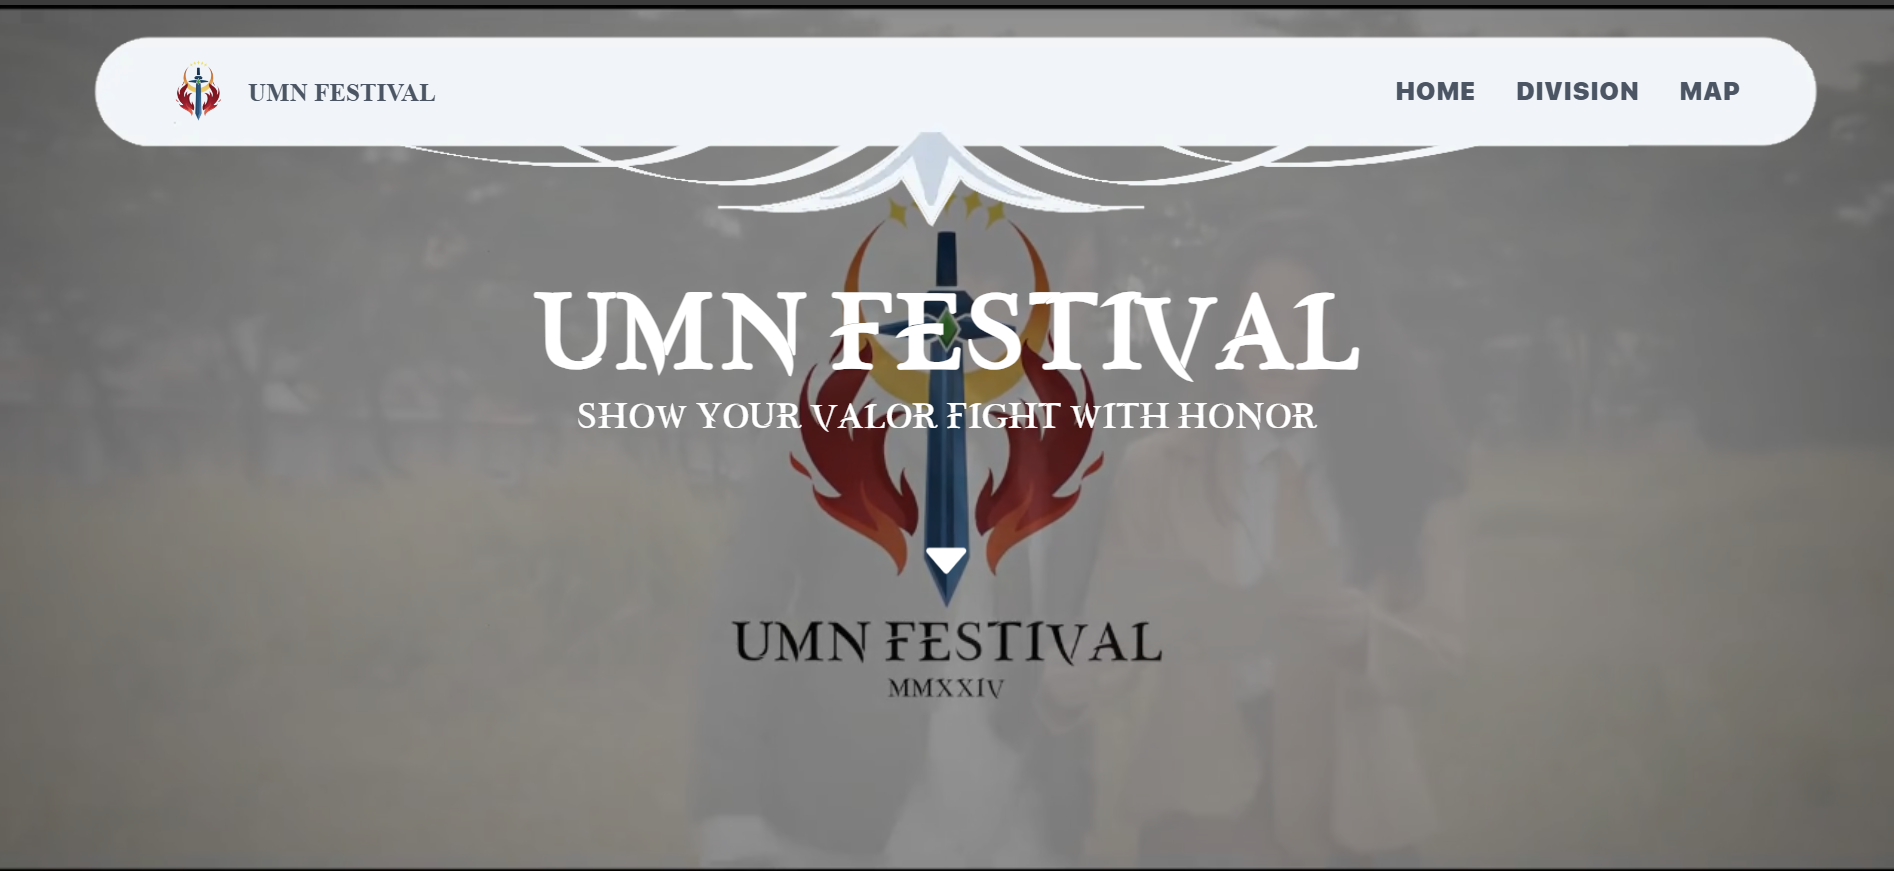 UMN FESTIVAL
HOME DIVISION MAP
UMN FESTIVAL
SHOW YOUR VALOR FIGHT WITH HONOR
UMN FESTIVAL
MMXXIV